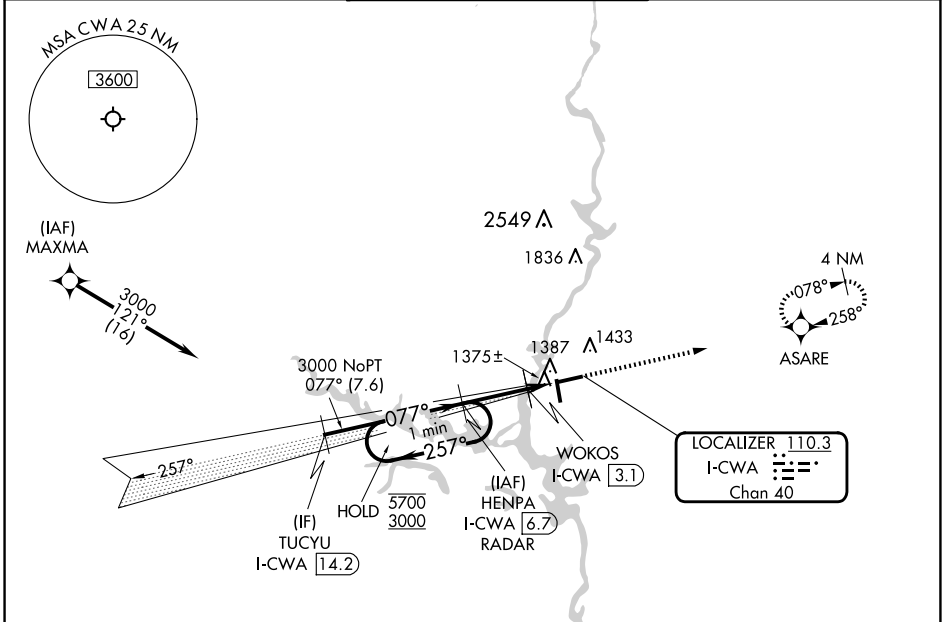 MSA CWA 25 NM
3600
(IAF)
MAXMA
3000
121°
(16)
2549
1836
4 NM
078°
258°
ASARE
3000 NoPT
077° (7.6)
1375±
1387
1433
077°
1 min
257°
257°
HOLD
5700
3000
(IF)
TUCYU
I-CWA 14.2
(IAF)
HENPA
I-CWA 6.7
RADAR
WOKOS
I-CWA 3.1
LOCALIZER 110.3
I-CWA
Chan 40